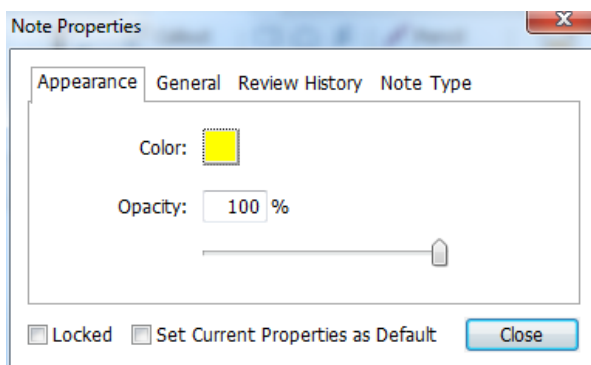 Note Properties
Appearance General Review History Note Type
Color:
Opacity: 100 %
Locked Set Current Properties as Default Close